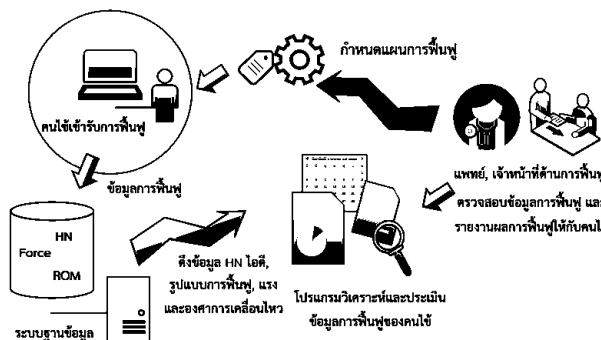 กำหนดแผนการฟื้นฟู
คนไข้เข้ารับการฟื้นฟู
แพทย์, เจ้าหน้าที่ด้านการฟื้นฟู
ตรวจสอบข้อมูลการฟื้นฟู และ
รายงานผลการฟื้นฟูให้กับคนไ
ข้อมูลการฟื้นฟู
HN
Force
ROM
ระบบฐานข้อมูล
ดึงข้อมูล HN ไอดี,
รูปแบบการฟื้นฟู, แรง
และองศาการเคลื่อนไหว
โปรแกรมวิเคราะห์และประเมิน
ข้อมูลการฟื้นฟูของคนไข้